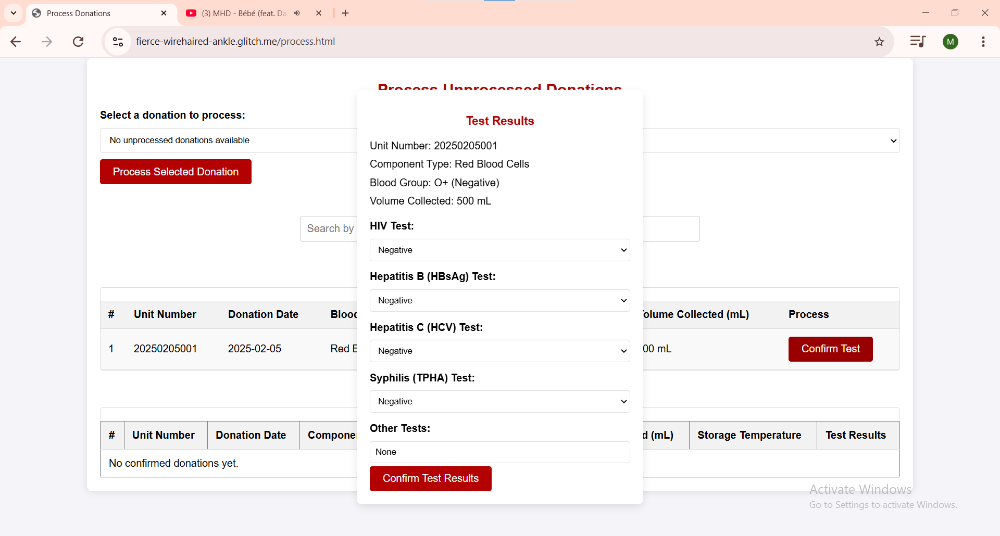 Process Donations
(3) MHD - Bébé (feat. Da
fierce-wirehaired-ankle.glitch.me/process.html
M
Process Unprocessed Donations
Select a donation to process:
No unprocessed donations available
Process Selected Donation
Search by
Test Results
Unit Number: 20250205001
Component Type: Red Blood Cells
Blood Group: O+ (Negative)
Volume Collected: 500 mL
HIV Test:
Negative
Hepatitis B (HBsAg) Test:
Negative
Hepatitis C (HCV) Test:
Negative
Syphilis (TPHA) Test:
Negative
Other Tests:
None
Confirm Test Results
# Unit Number Donation Date Blood olume Collected (mL) Process
1 20250205001 2025-02-05 Red 00 mL Confirm Test
# Unit Number Donation Date Compone d (mL) Storage Temperature Test Results
No confirmed donations yet.
Activate Windows
Go to Settings to activate Windows.